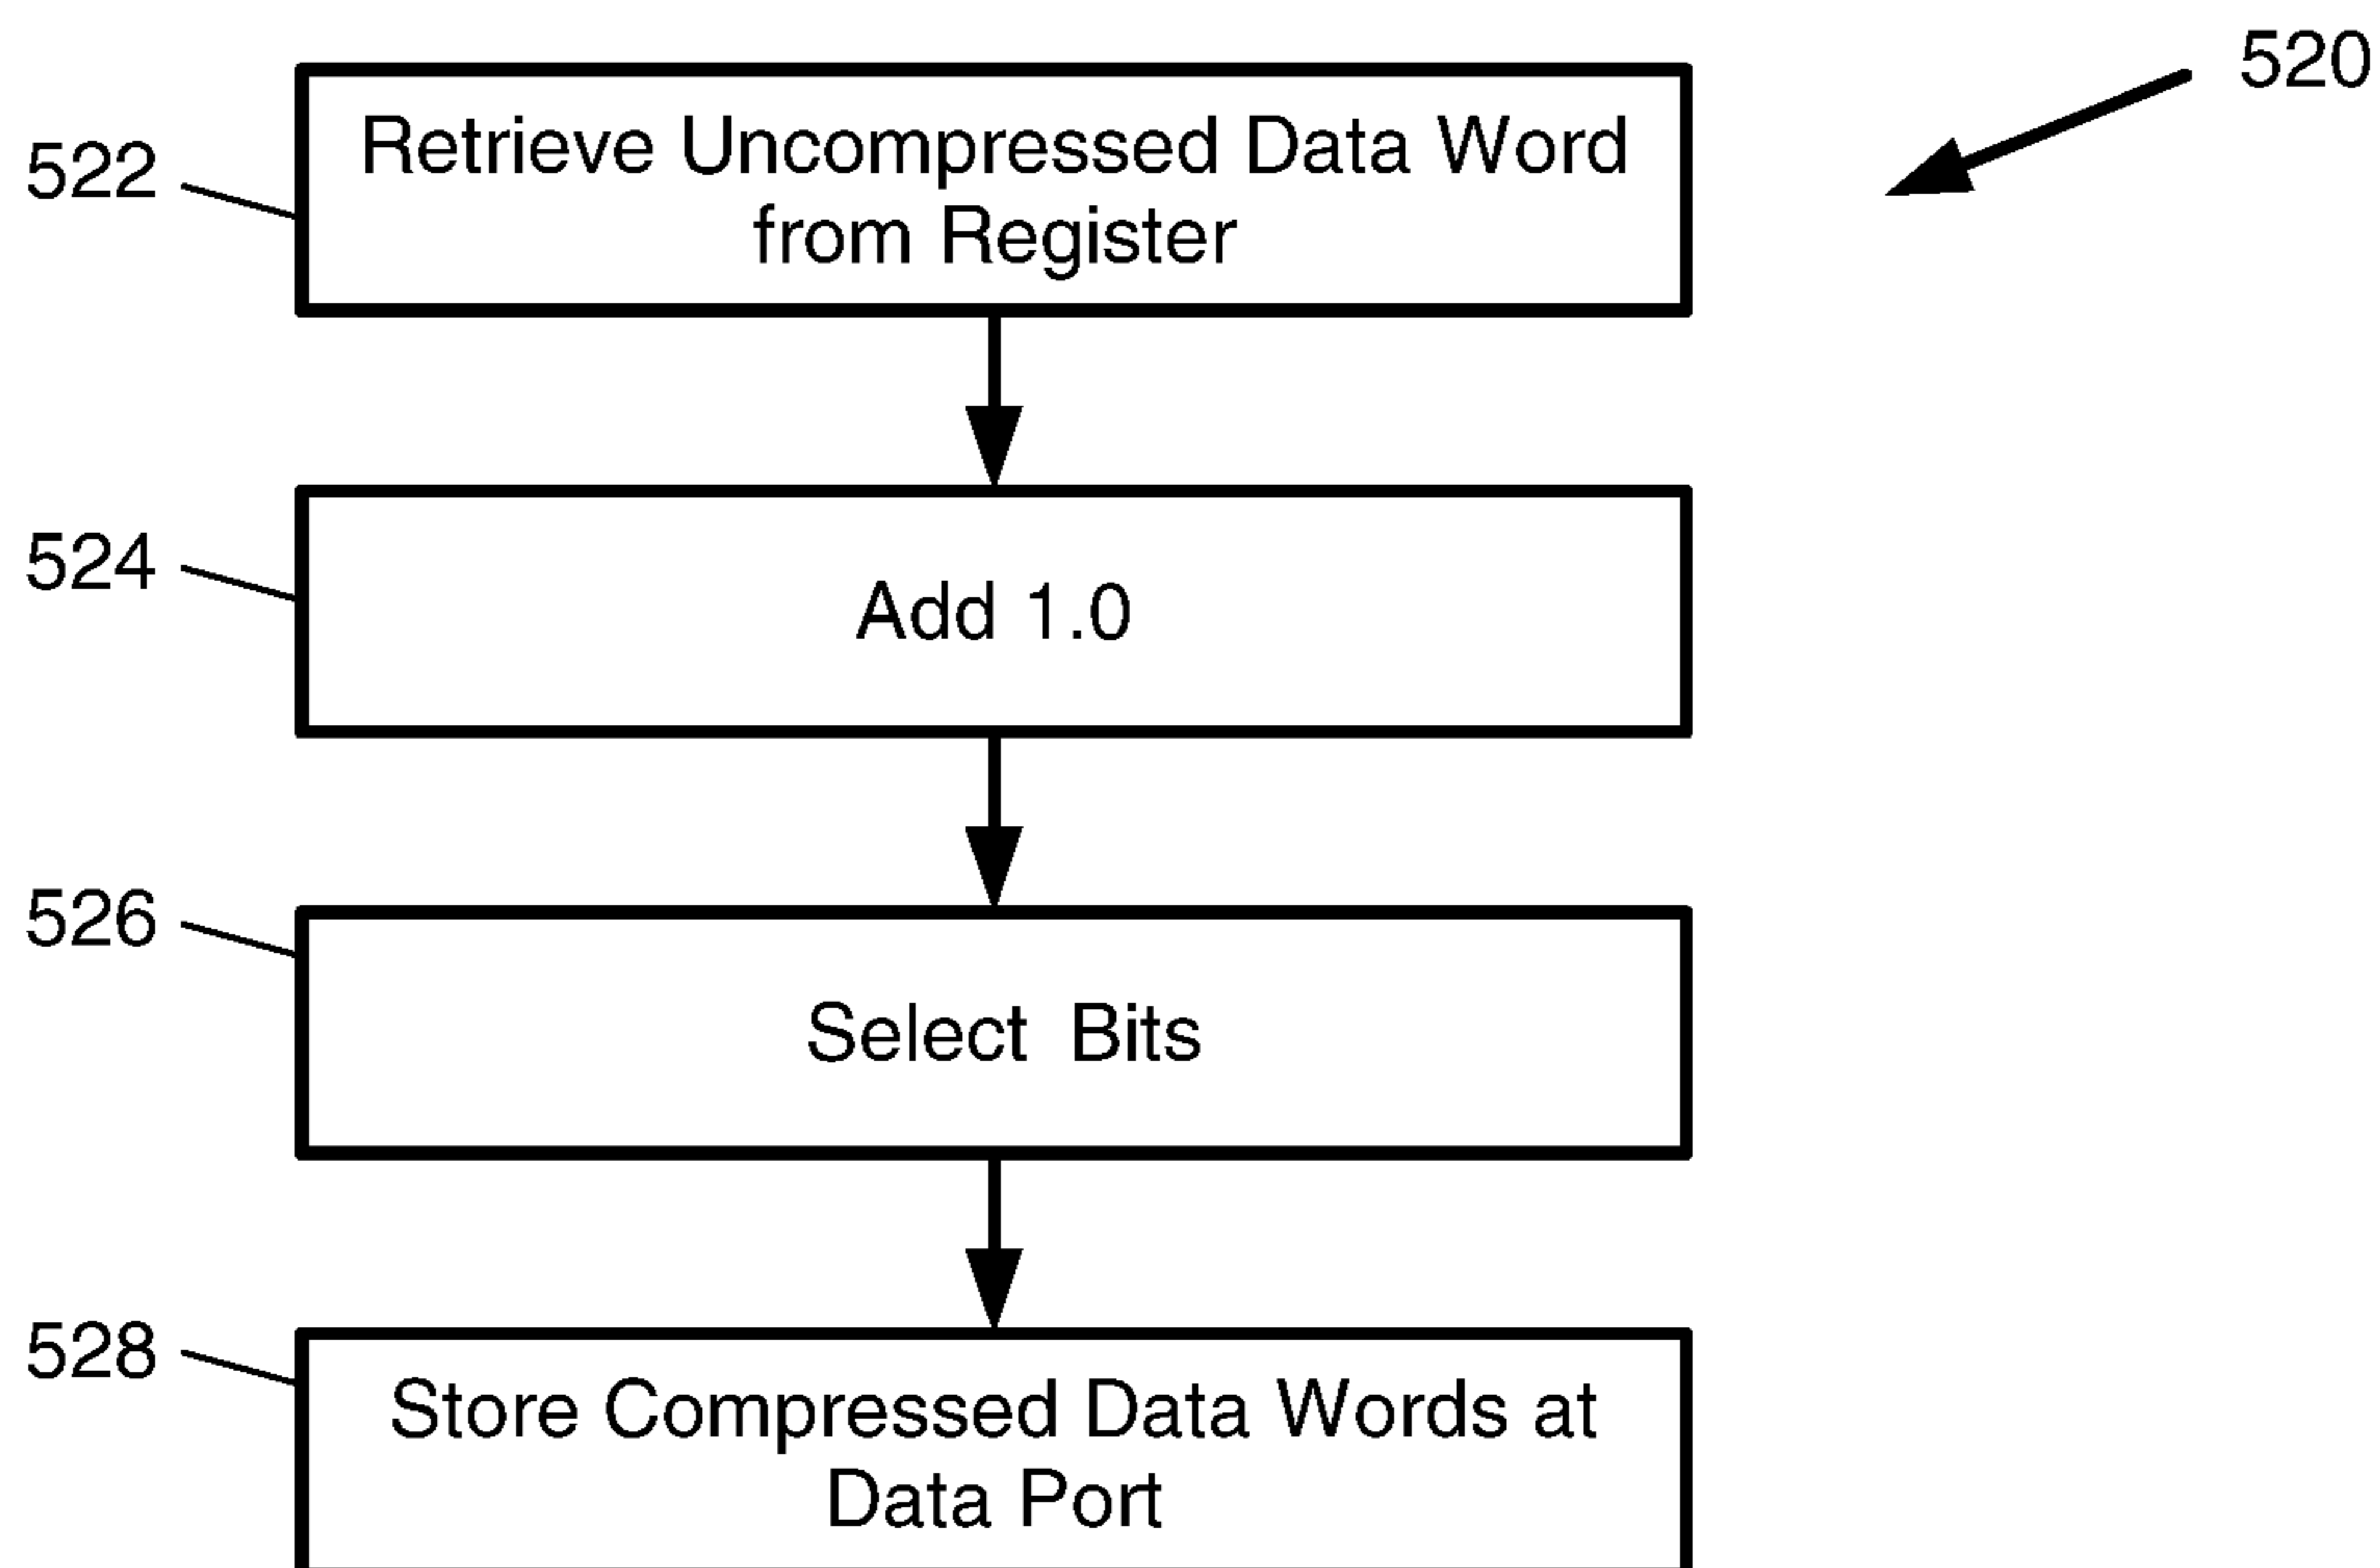 520
522
Retrieve Uncompressed Data Word
from Register
524
Add 1.0
526
Select Bits
528
Store Compressed Data Words at
Data Port